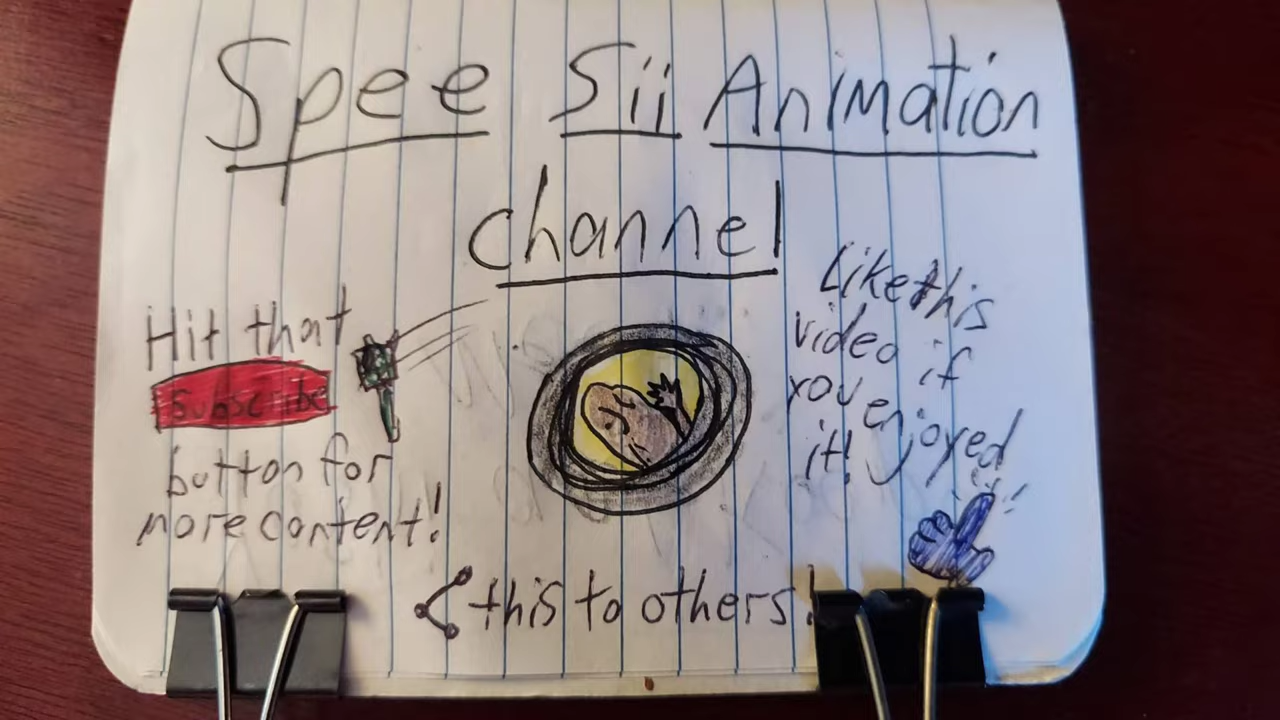 Spee Sii Animation
channel
Hit that
Subscribe
button for
more content!
Like this
video if
you enjoyed
it!
this to others!